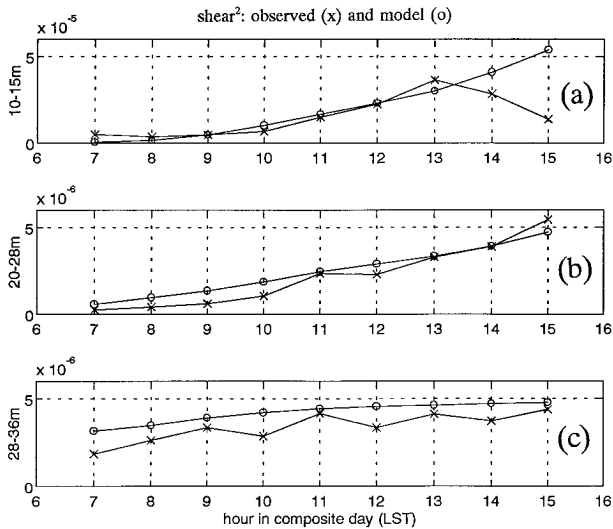 shear²: observed (x) and model (o)
x 10⁻⁵
5
0
10-15m
(a)
6 7 8 9 10 11 12 13 14 15 16
x 10⁻⁶
5
0
20-28m
(b)
6 7 8 9 10 11 12 13 14 15 16
x 10⁻⁶
5
0
28-36m
(c)
6 7 8 9 10 11 12 13 14 15 16
hour in composite day (LST)